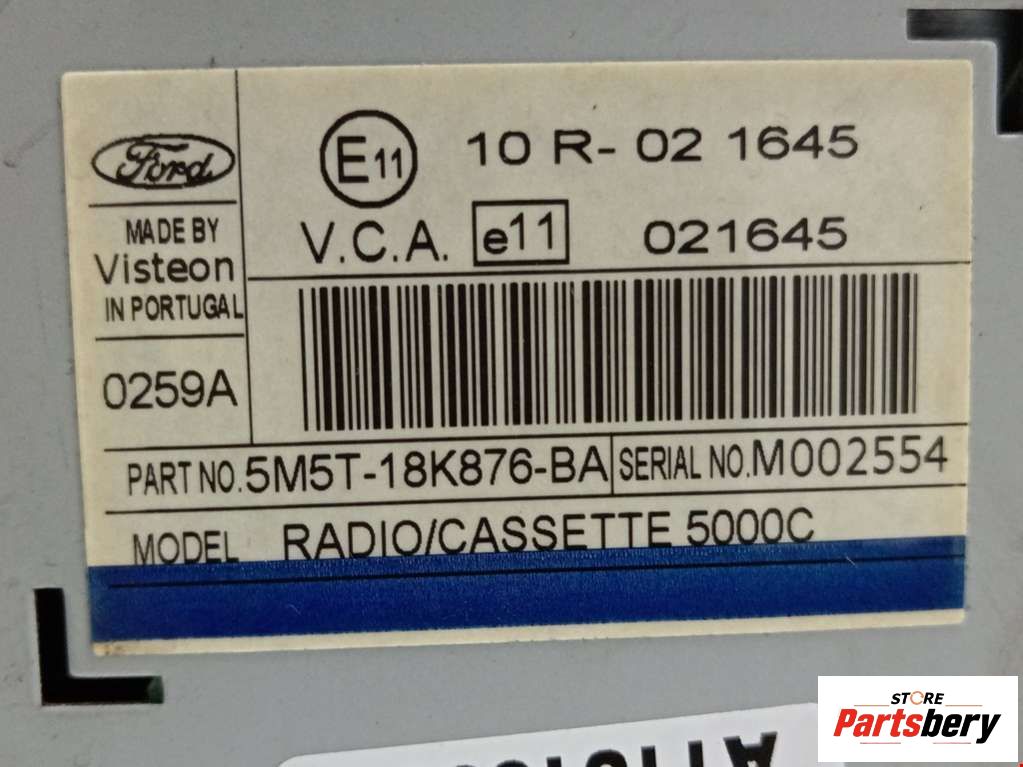 Ford
MADE BY
Visteon
IN PORTUGAL
0259A
E11 10 R- 02 1645
V.C.A. e11 021645
PART NO. 5M5T-18K876-BA SERIAL NO. M002554
MODEL RADIO/CASSETTE 5000C
STORE
Partsbery